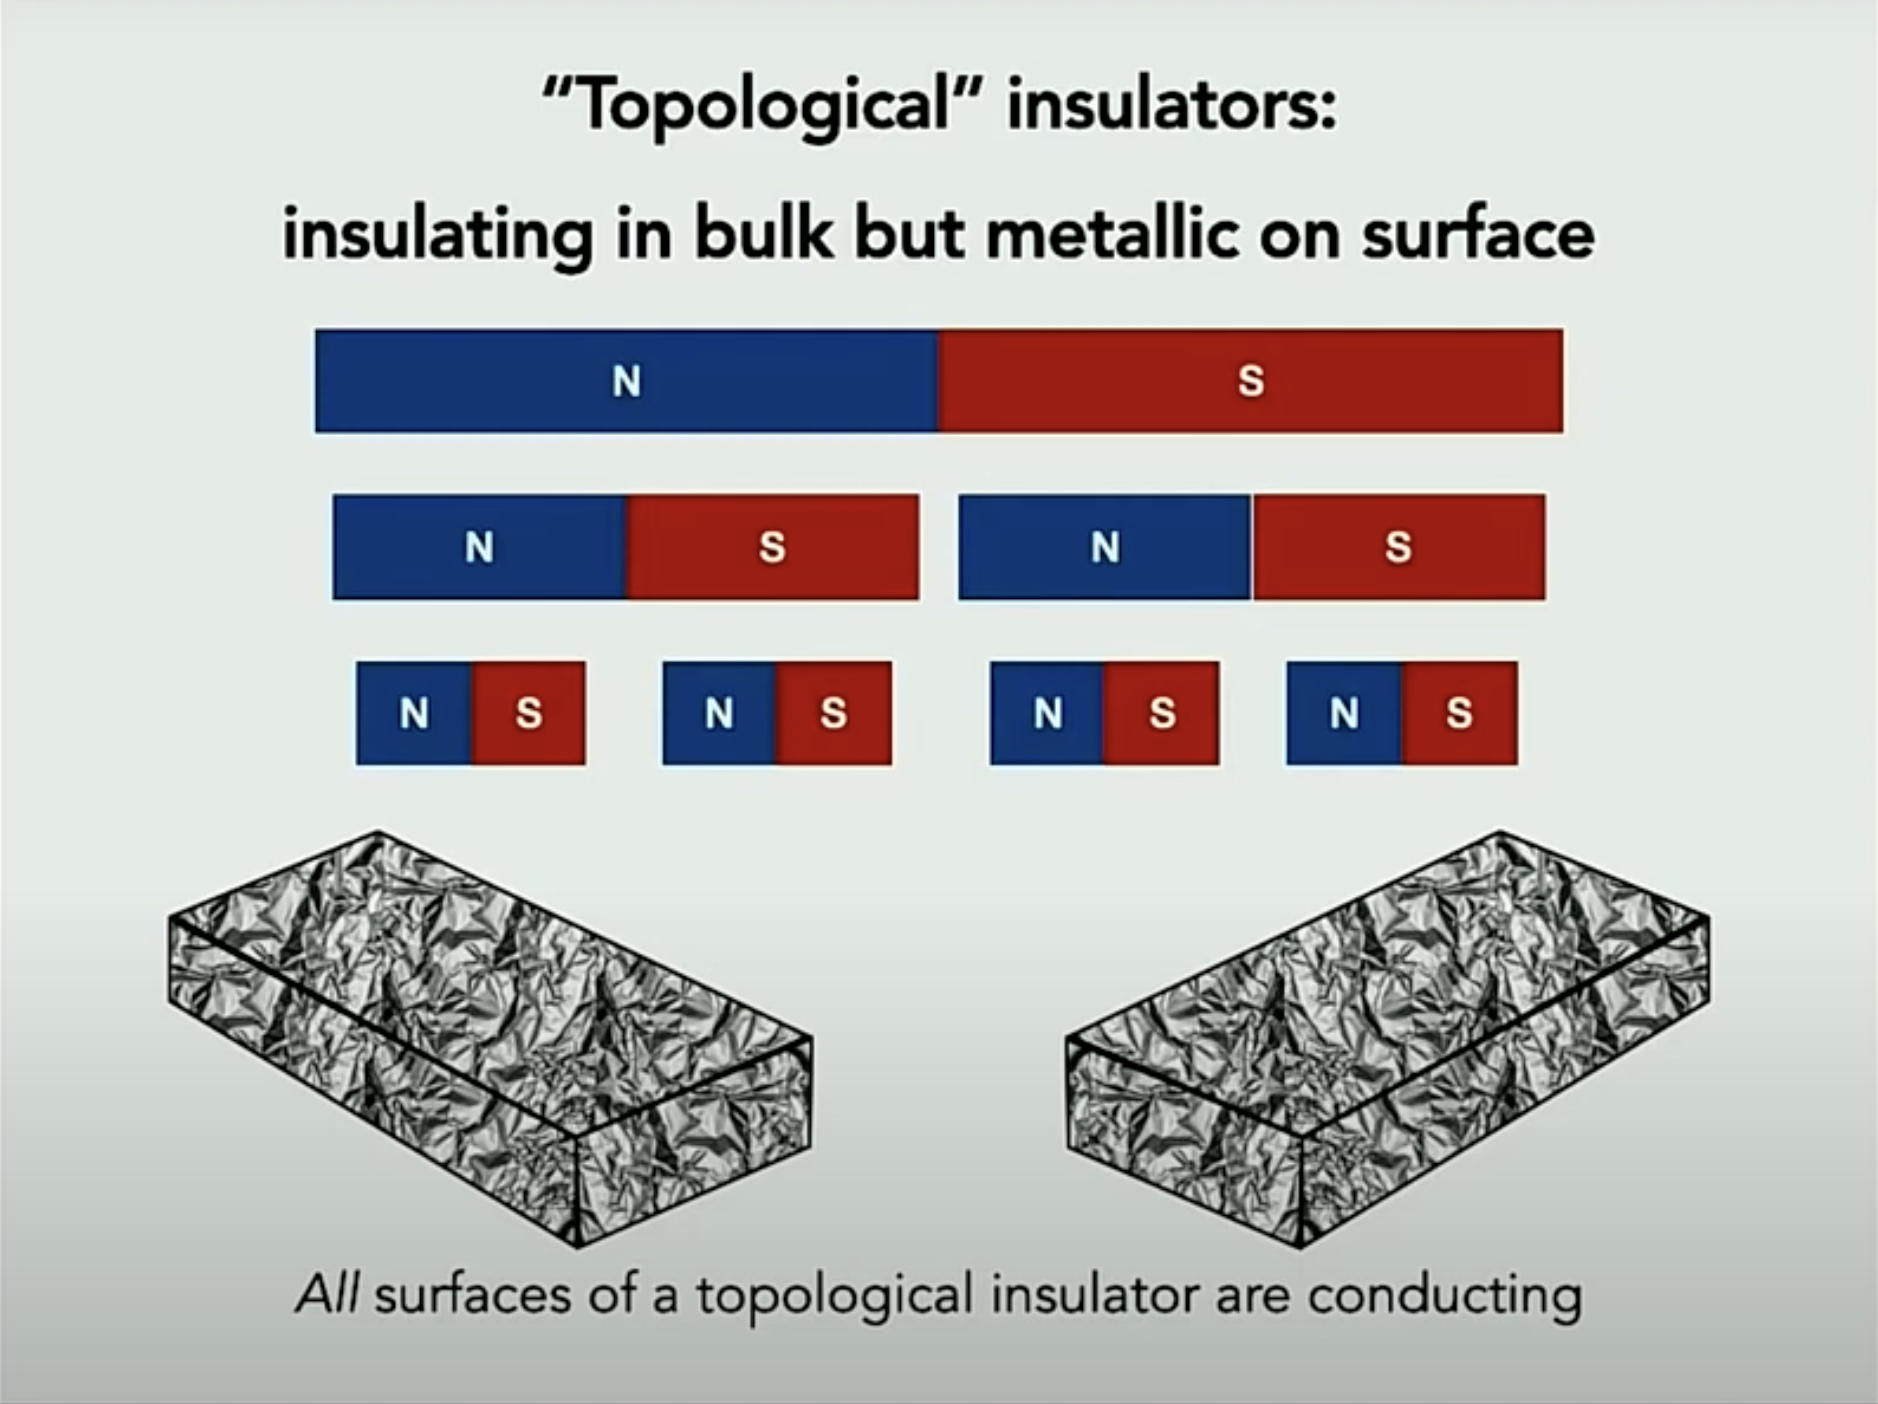 “Topological” insulators:
insulating in bulk but metallic on surface
N S
N S N S
N S N S N S N S
All surfaces of a topological insulator are conducting